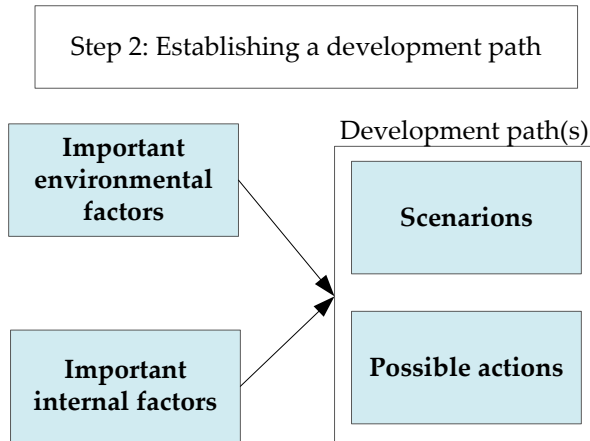 Step 2: Establishing a development path
Important
environmental
factors
Important
internal factors
Development path(s)
Scenarions
Possible actions